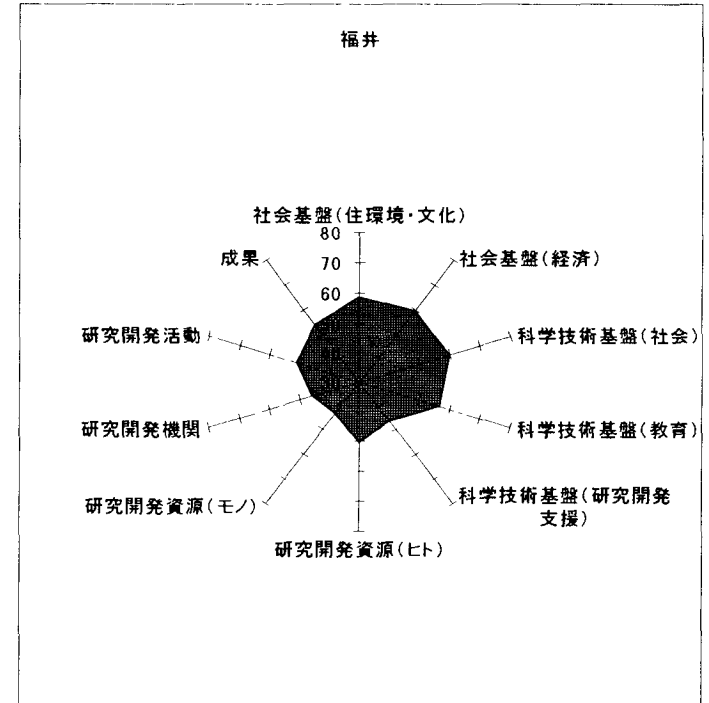 福井
社会基盤(住環境・文化)
80
70
60
成果
社会基盤(経済)
研究開発活動
科学技術基盤(社会)
研究開発機関
科学技術基盤(教育)
研究開発資源(モノ)
科学技術基盤(研究開発
支援)
研究開発資源(ヒト)